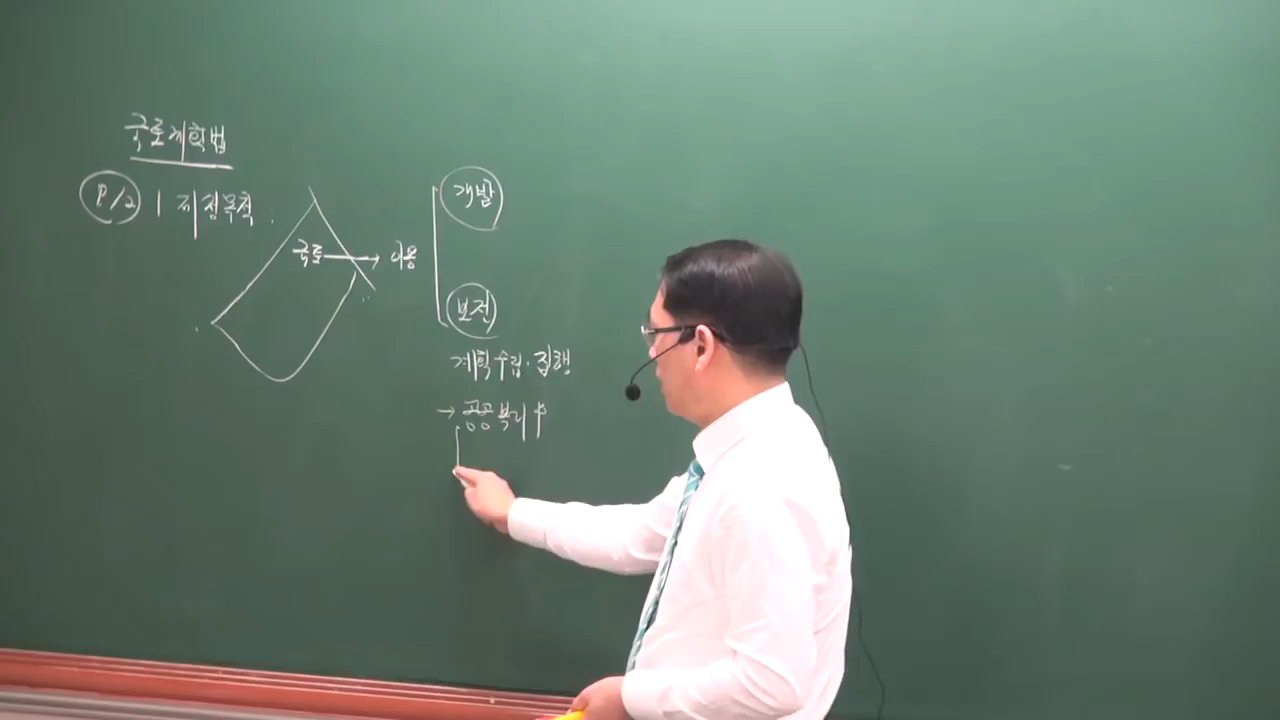 국토계획법
P/2 1 제정목적.
국토 → 이용
개발
보전
계획수립·집행
→ 공공복리